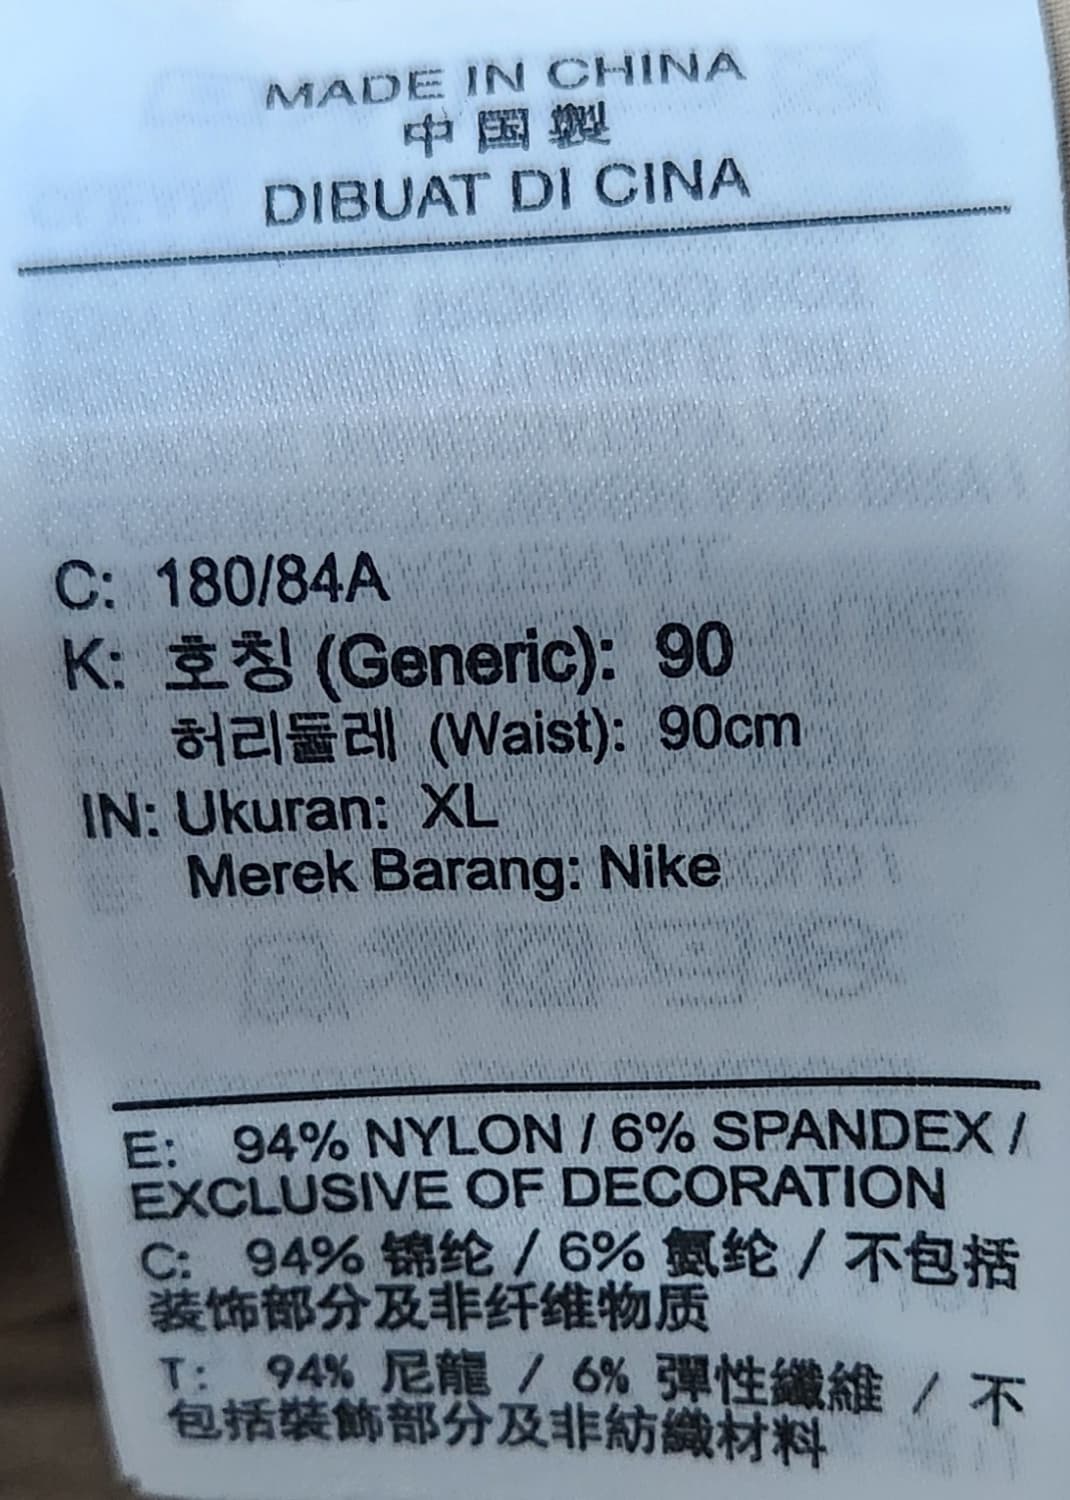 MADE IN CHINA
中国製
DIBUAT DI CINA
C: 180/84A
K: 호칭 (Generic): 90
허리둘레 (Waist): 90cm
IN: Ukuran: XL
Merek Barang: Nike
E: 94% NYLON / 6% SPANDEX /
EXCLUSIVE OF DECORATION
C: 94% 锦纶 / 6% 氨纶 / 不包括
装饰部分及非纤维物质
T: 94% 尼龍 / 6% 彈性纖維 / 不
包括裝飾部分及非紡織材料